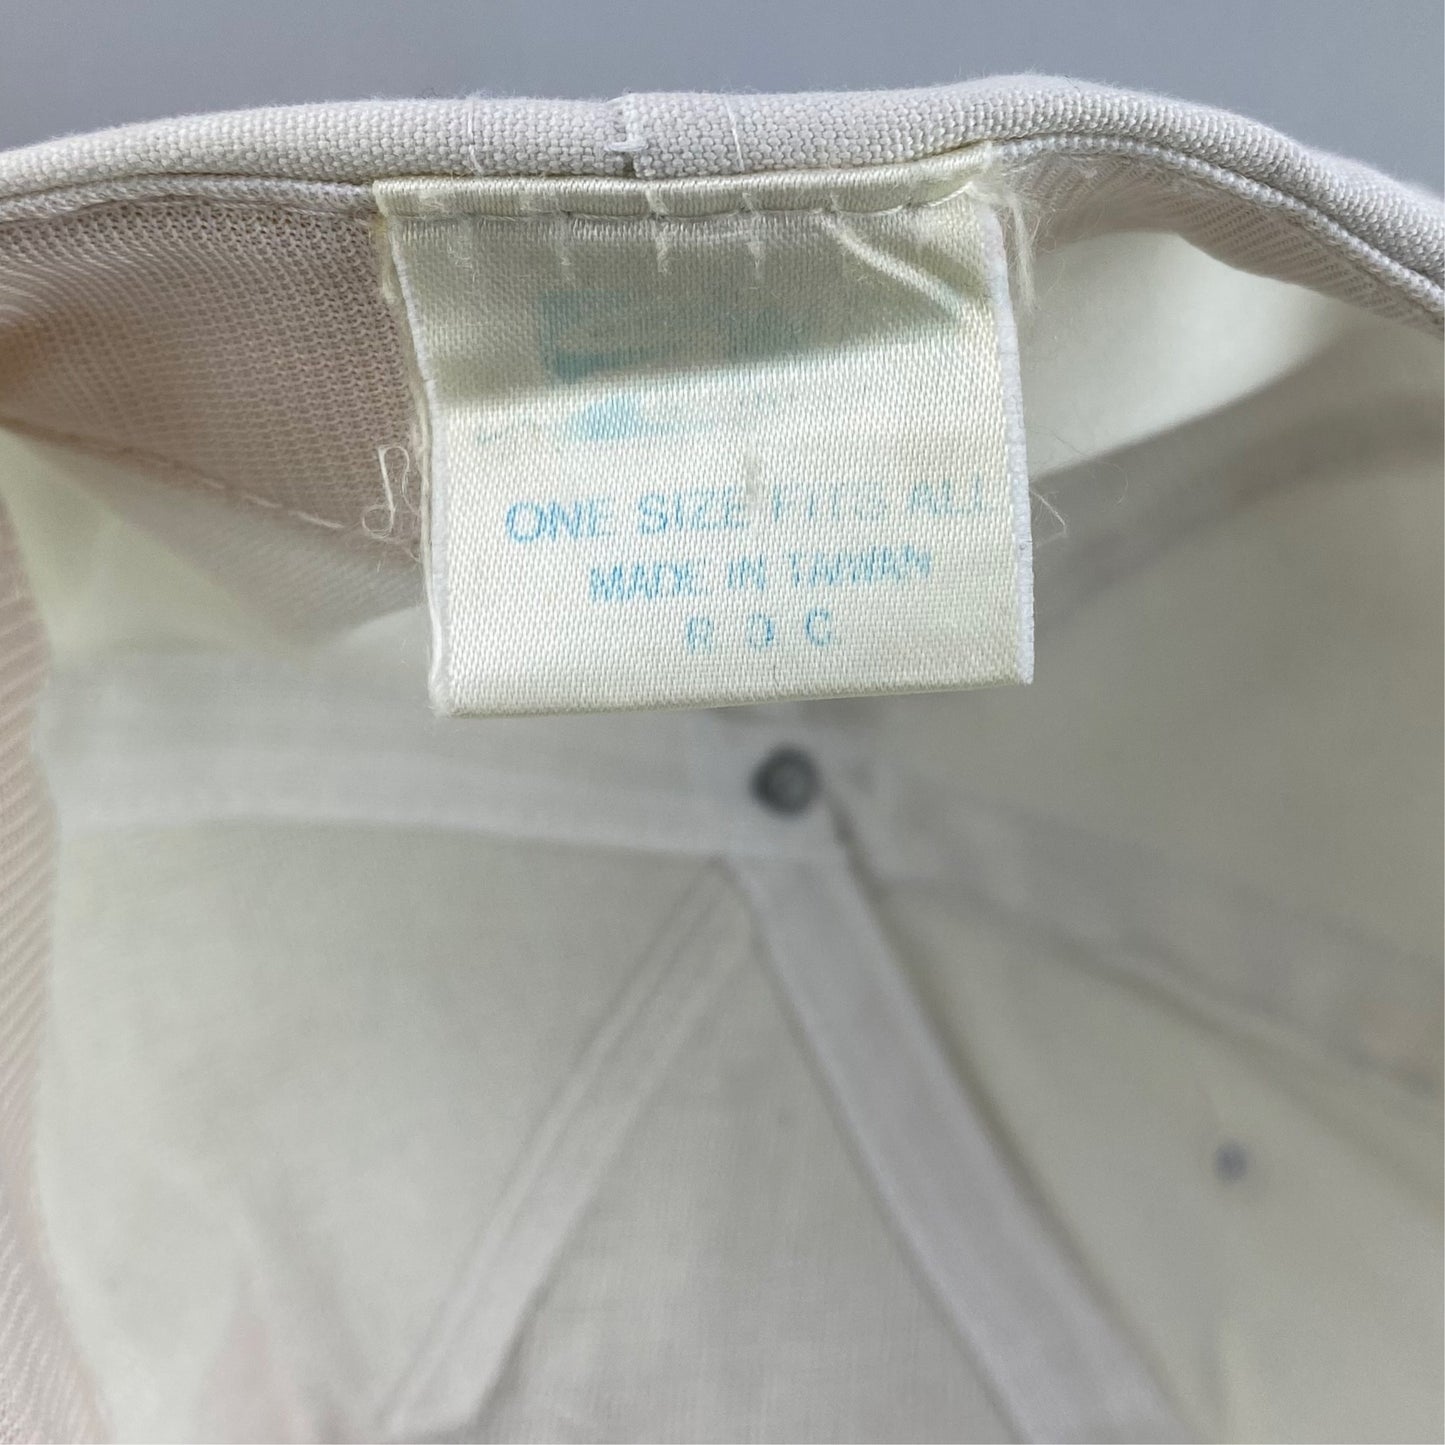 ONE SIZE FITS ALL
MADE IN TAIWAN
R O C